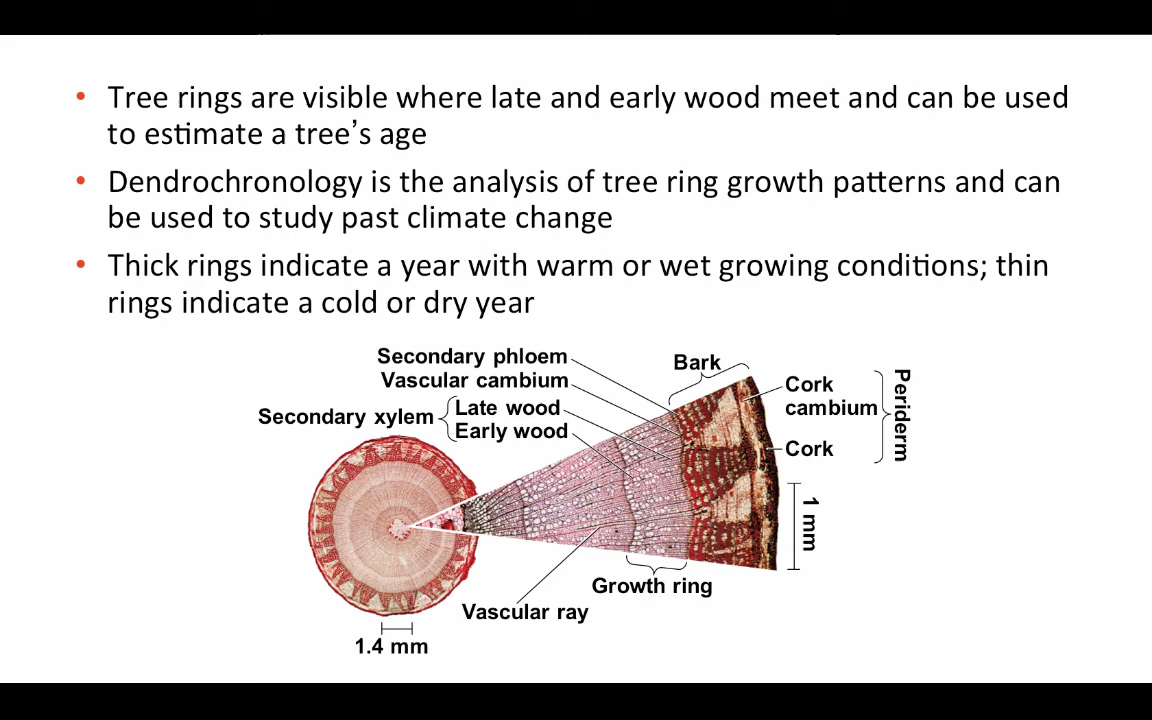 • Tree rings are visible where late and early wood meet and can be used
to estimate a tree’s age
• Dendrochronology is the analysis of tree ring growth patterns and can
be used to study past climate change
• Thick rings indicate a year with warm or wet growing conditions; thin
rings indicate a cold or dry year
Secondary phloem
Vascular cambium
Secondary xylem
Late wood
Early wood
Bark
Cork
cambium
Cork
Periderm
1 mm
Growth ring
Vascular ray
1.4 mm